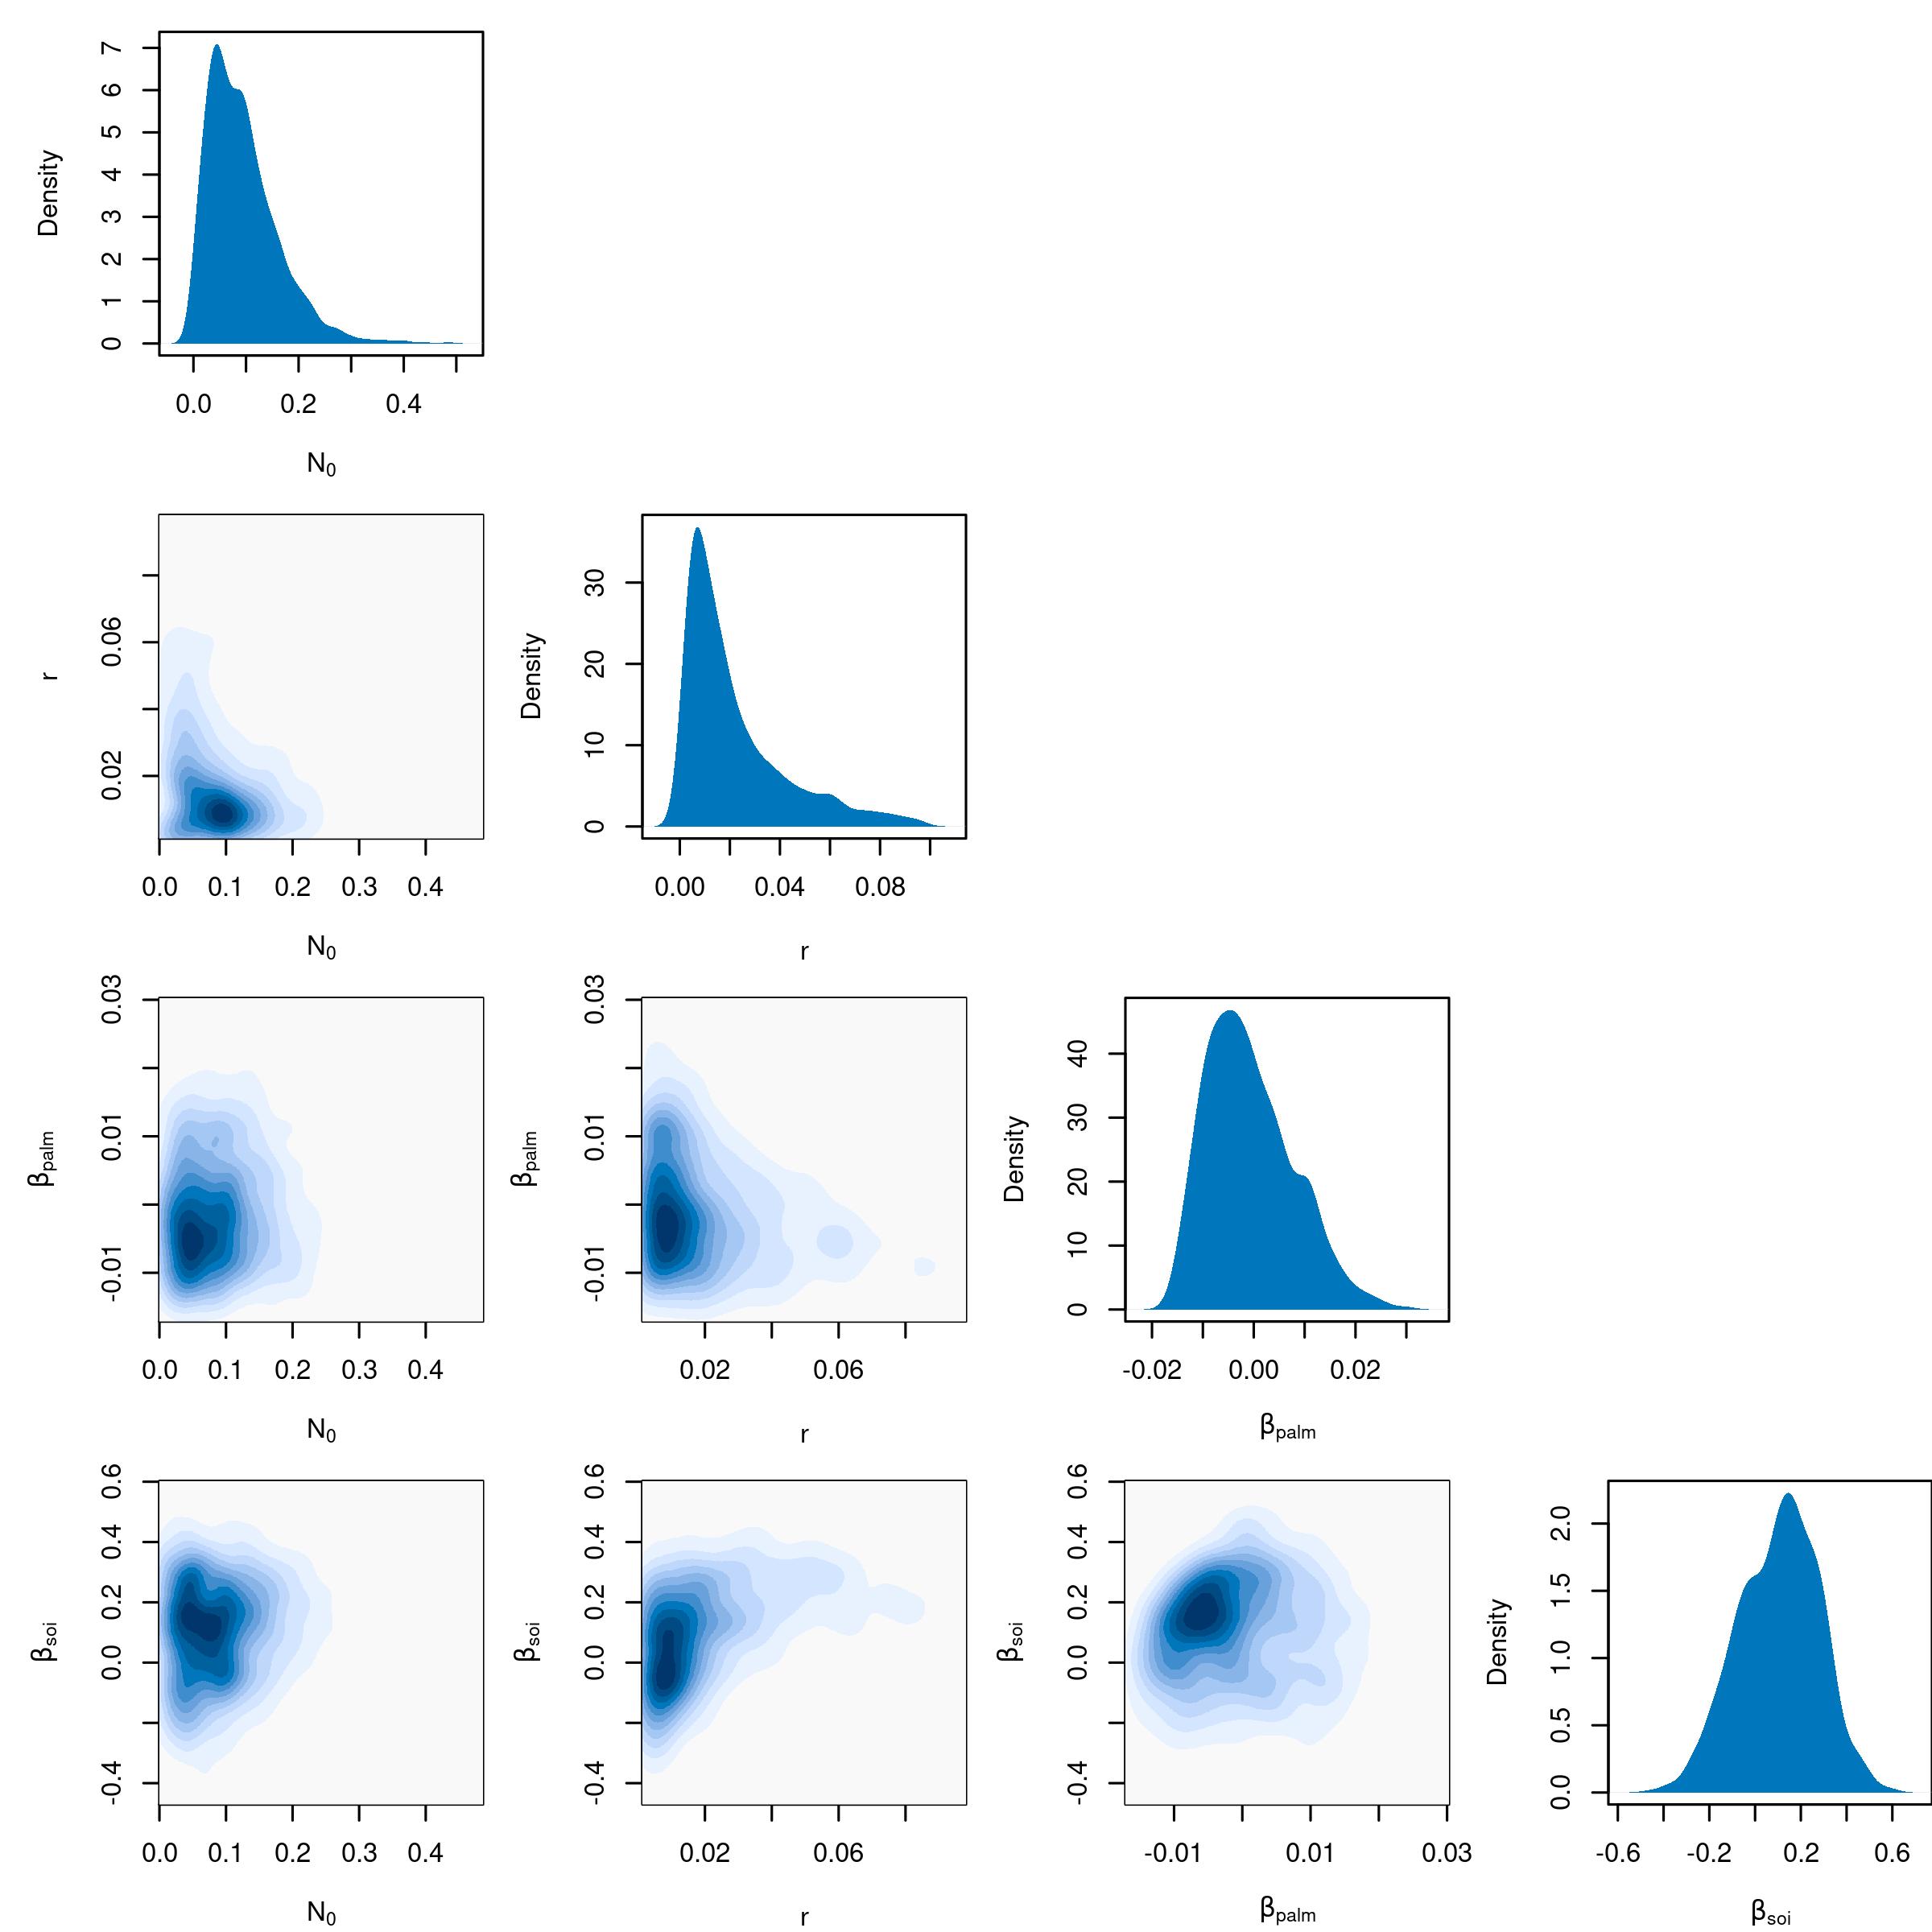 Density
7
6
5
4
3
2
1
0
0.0 0.2 0.4
N₀
r
0.06
0.02
0.0 0.1 0.2 0.3 0.4
N₀
Density
30
20
10
0
0.00 0.04 0.08
r
βpalm
0.03
0.01
-0.01
0.0 0.1 0.2 0.3 0.4
N₀
βpalm
0.03
0.01
-0.01
0.02 0.06
r
Density
40
30
20
10
0
-0.02 0.00 0.02
βpalm
βsoi
0.6
0.4
0.2
0.0
-0.4
0.0 0.1 0.2 0.3 0.4
N₀
βsoi
0.6
0.4
0.2
0.0
-0.4
0.02 0.06
r
βsoi
0.6
0.4
0.2
0.0
-0.4
-0.01 0.01 0.03
βpalm
Density
2.0
1.5
1.0
0.5
0.0
-0.6 -0.2 0.2 0.6
βsoi